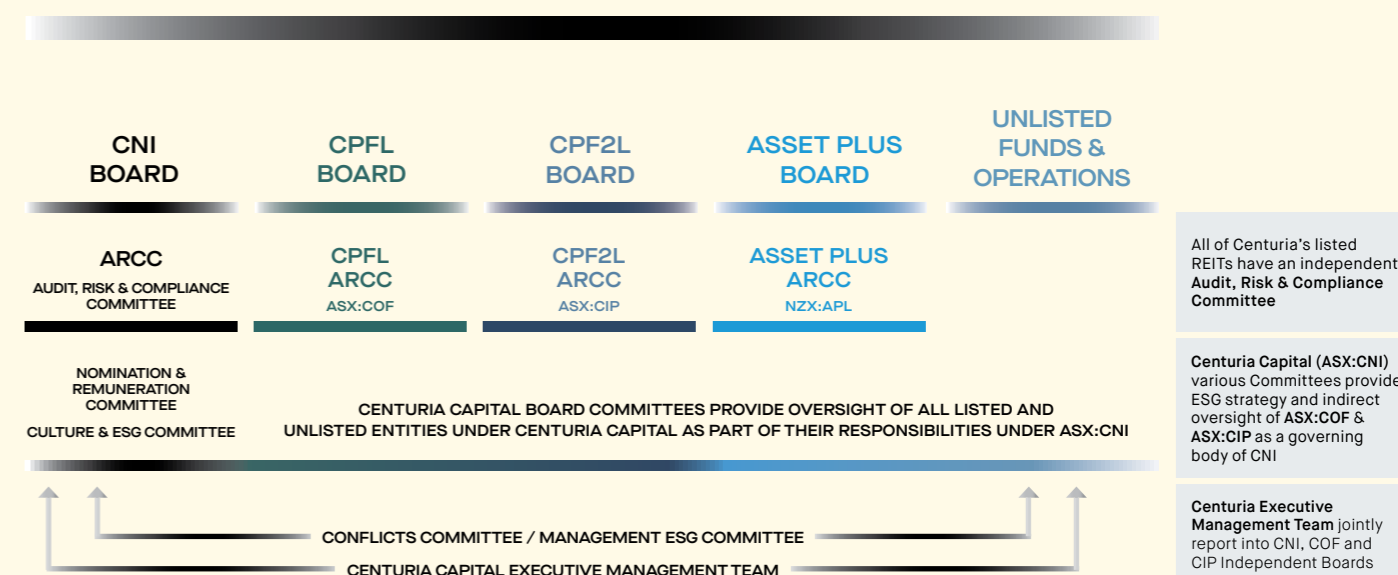 CNI
BOARD
CPFL
BOARD
CPF2L
BOARD
ASSET PLUS
BOARD
UNLISTED
FUNDS &
OPERATIONS
ARCC
AUDIT, RISK & COMPLIANCE
COMMITTEE
CPFL
ARCC
ASX:COF
CPF2L
ARCC
ASX:CIP
ASSET PLUS
ARCC
NZX:APL
All of Centuria's listed
REITs have an independent
Audit, Risk & Compliance
Committee
NOMINATION &
REMUNERATION
COMMITTEE
CULTURE & ESG COMMITTEE
CENTURIA CAPITAL BOARD COMMITTEES PROVIDE OVERSIGHT OF ALL LISTED AND
UNLISTED ENTITIES UNDER CENTURIA CAPITAL AS PART OF THEIR RESPONSIBILITIES UNDER ASX:CNI
Centuria Capital (ASX:CNI)
various Committees provide
ESG strategy and indirect
oversight of ASX:COF &
ASX:CIP as a governing
body of CNI
CONFLICTS COMMITTEE / MANAGEMENT ESG COMMITTEE
CENTURIA CAPITAL EXECUTIVE MANAGEMENT TEAM
Centuria Executive
Management Team jointly
report into CNI, COF and
CIP Independent Boards